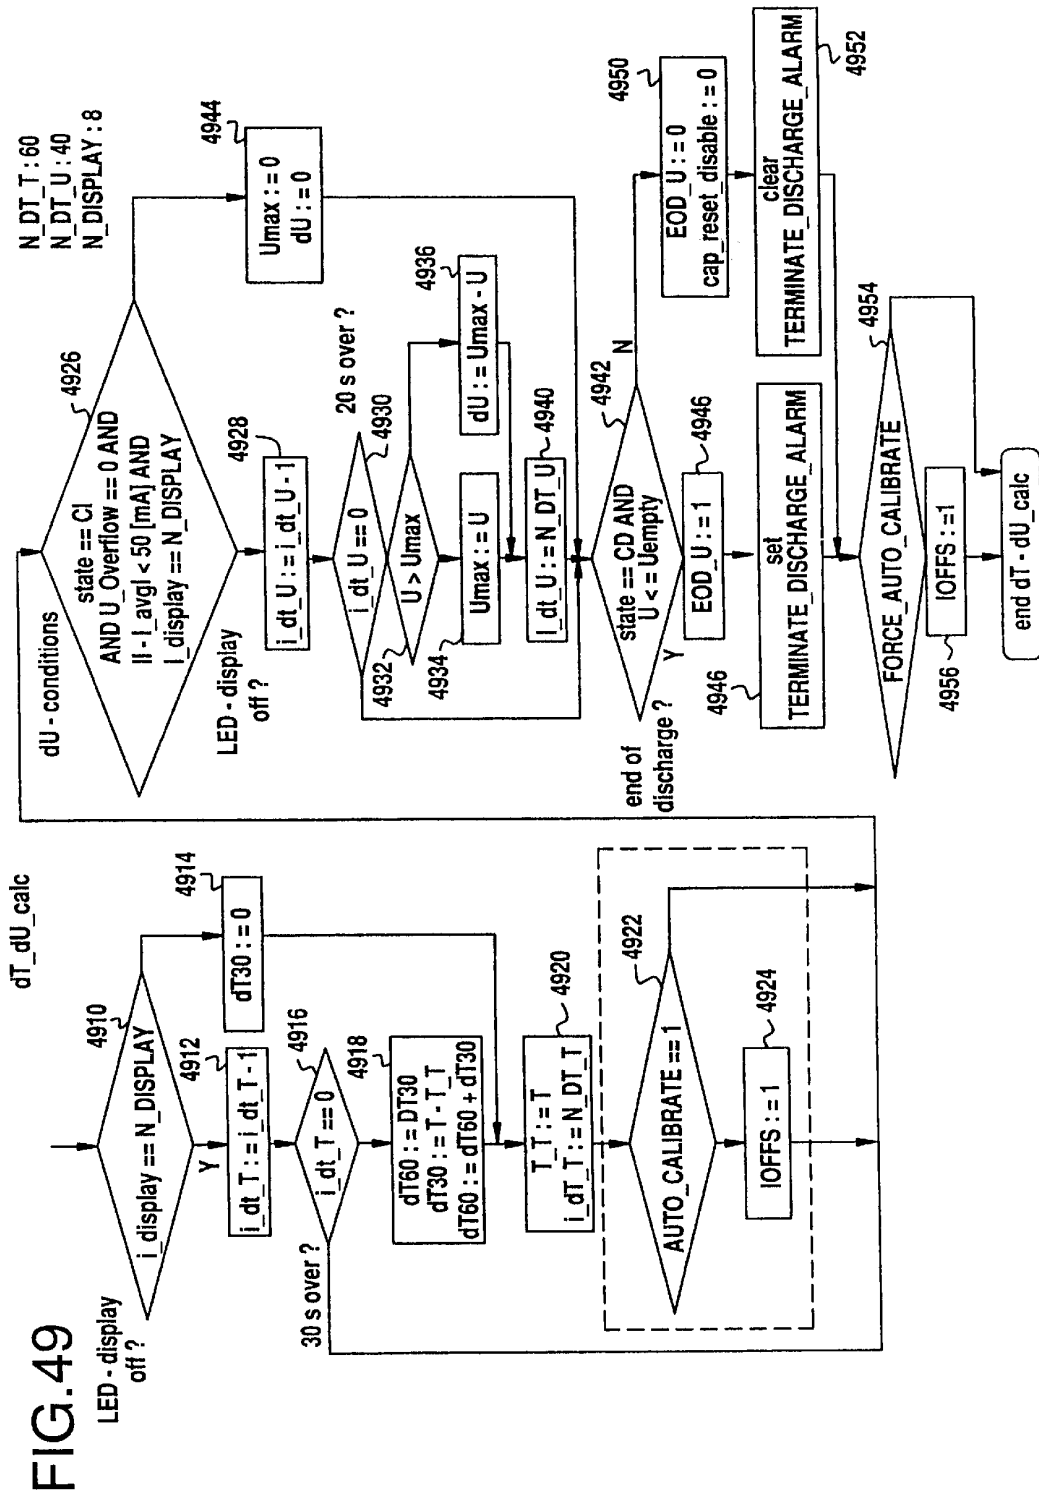 FIG.49
dT_dU_calc
LED - display
off ?
i_display == N_DISPLAY
4910
Y
i_dt_T := i_dt_T - 1
4912
dT30 := 0
4914
30 s over ?
i_dt_T == 0
4916
dT60 := DT30
dT30 := T - T_T
dT60 := dT60 + dT30
4918
T_T := T
i_dT_T := N_DT_T
4920
AUTO_CALIBRATE == 1
4922
IOFFS := 1
4924
N_DT_T : 60
N_DT_U : 40
N_DISPLAY : 8
dU - conditions
state == CI
AND U_Overflow == 0 AND
|I - I_avg| < 50 [mA] AND
I_display == N_DISPLAY
4926
LED - display
off ?
i_dt_U := i_dt_U - 1
4928
Umax := 0
dU := 0
4944
20 s over ?
i_dt_U == 0
4930
U > Umax
4932
Umax := U
4934
dU := Umax - U
4936
I_dt_U := N_DT_U
4940
end of
discharge ?
state == CD AND
U < = Uempty
4942
Y
N
EOD_U := 1
4946
EOD_U := 0
cap_reset_disable := 0
4950
set
TERMINATE_DISCHARGE_ALARM
4946
clear
TERMINATE_DISCHARGE_ALARM
4952
FORCE_AUTO_CALIBRATE
4954
IOFFS := 1
4956
end dT - dU_calc